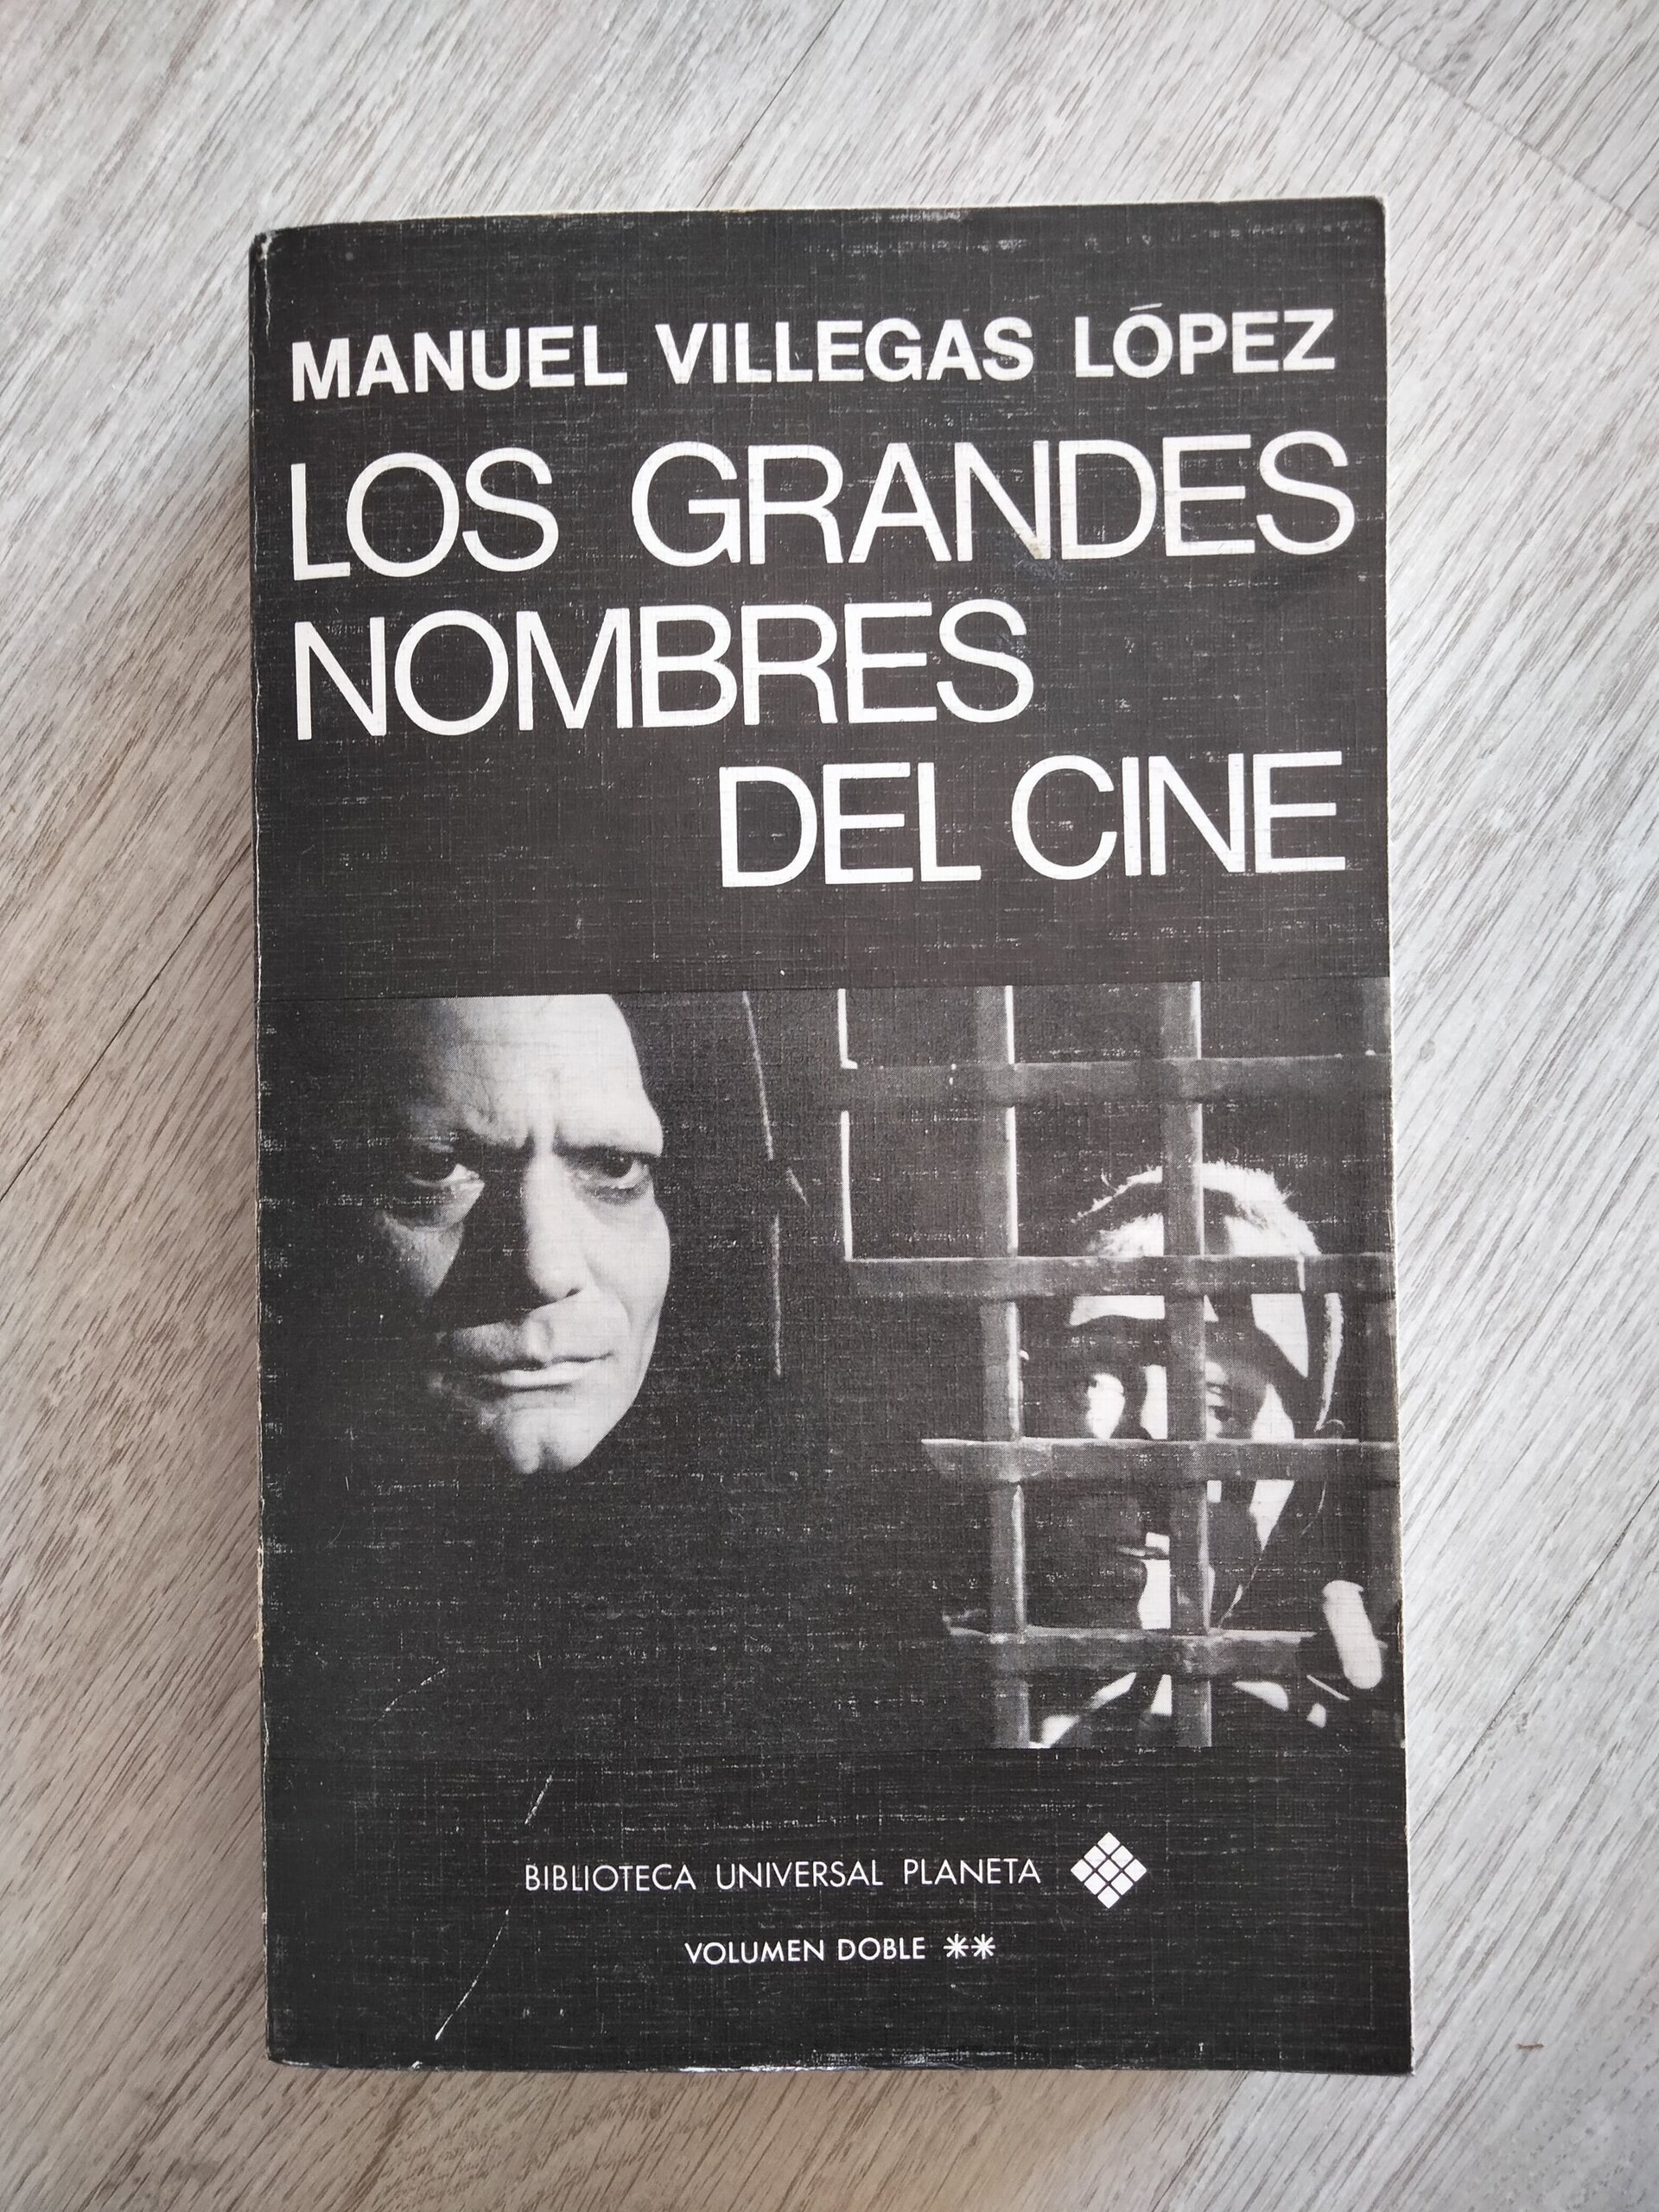 MANUEL VILLEGAS LÓPEZ
LOS GRANDES
NOMBRES
DEL CINE
BIBLIOTECA UNIVERSAL PLANETA
VOLUMEN DOBLE **